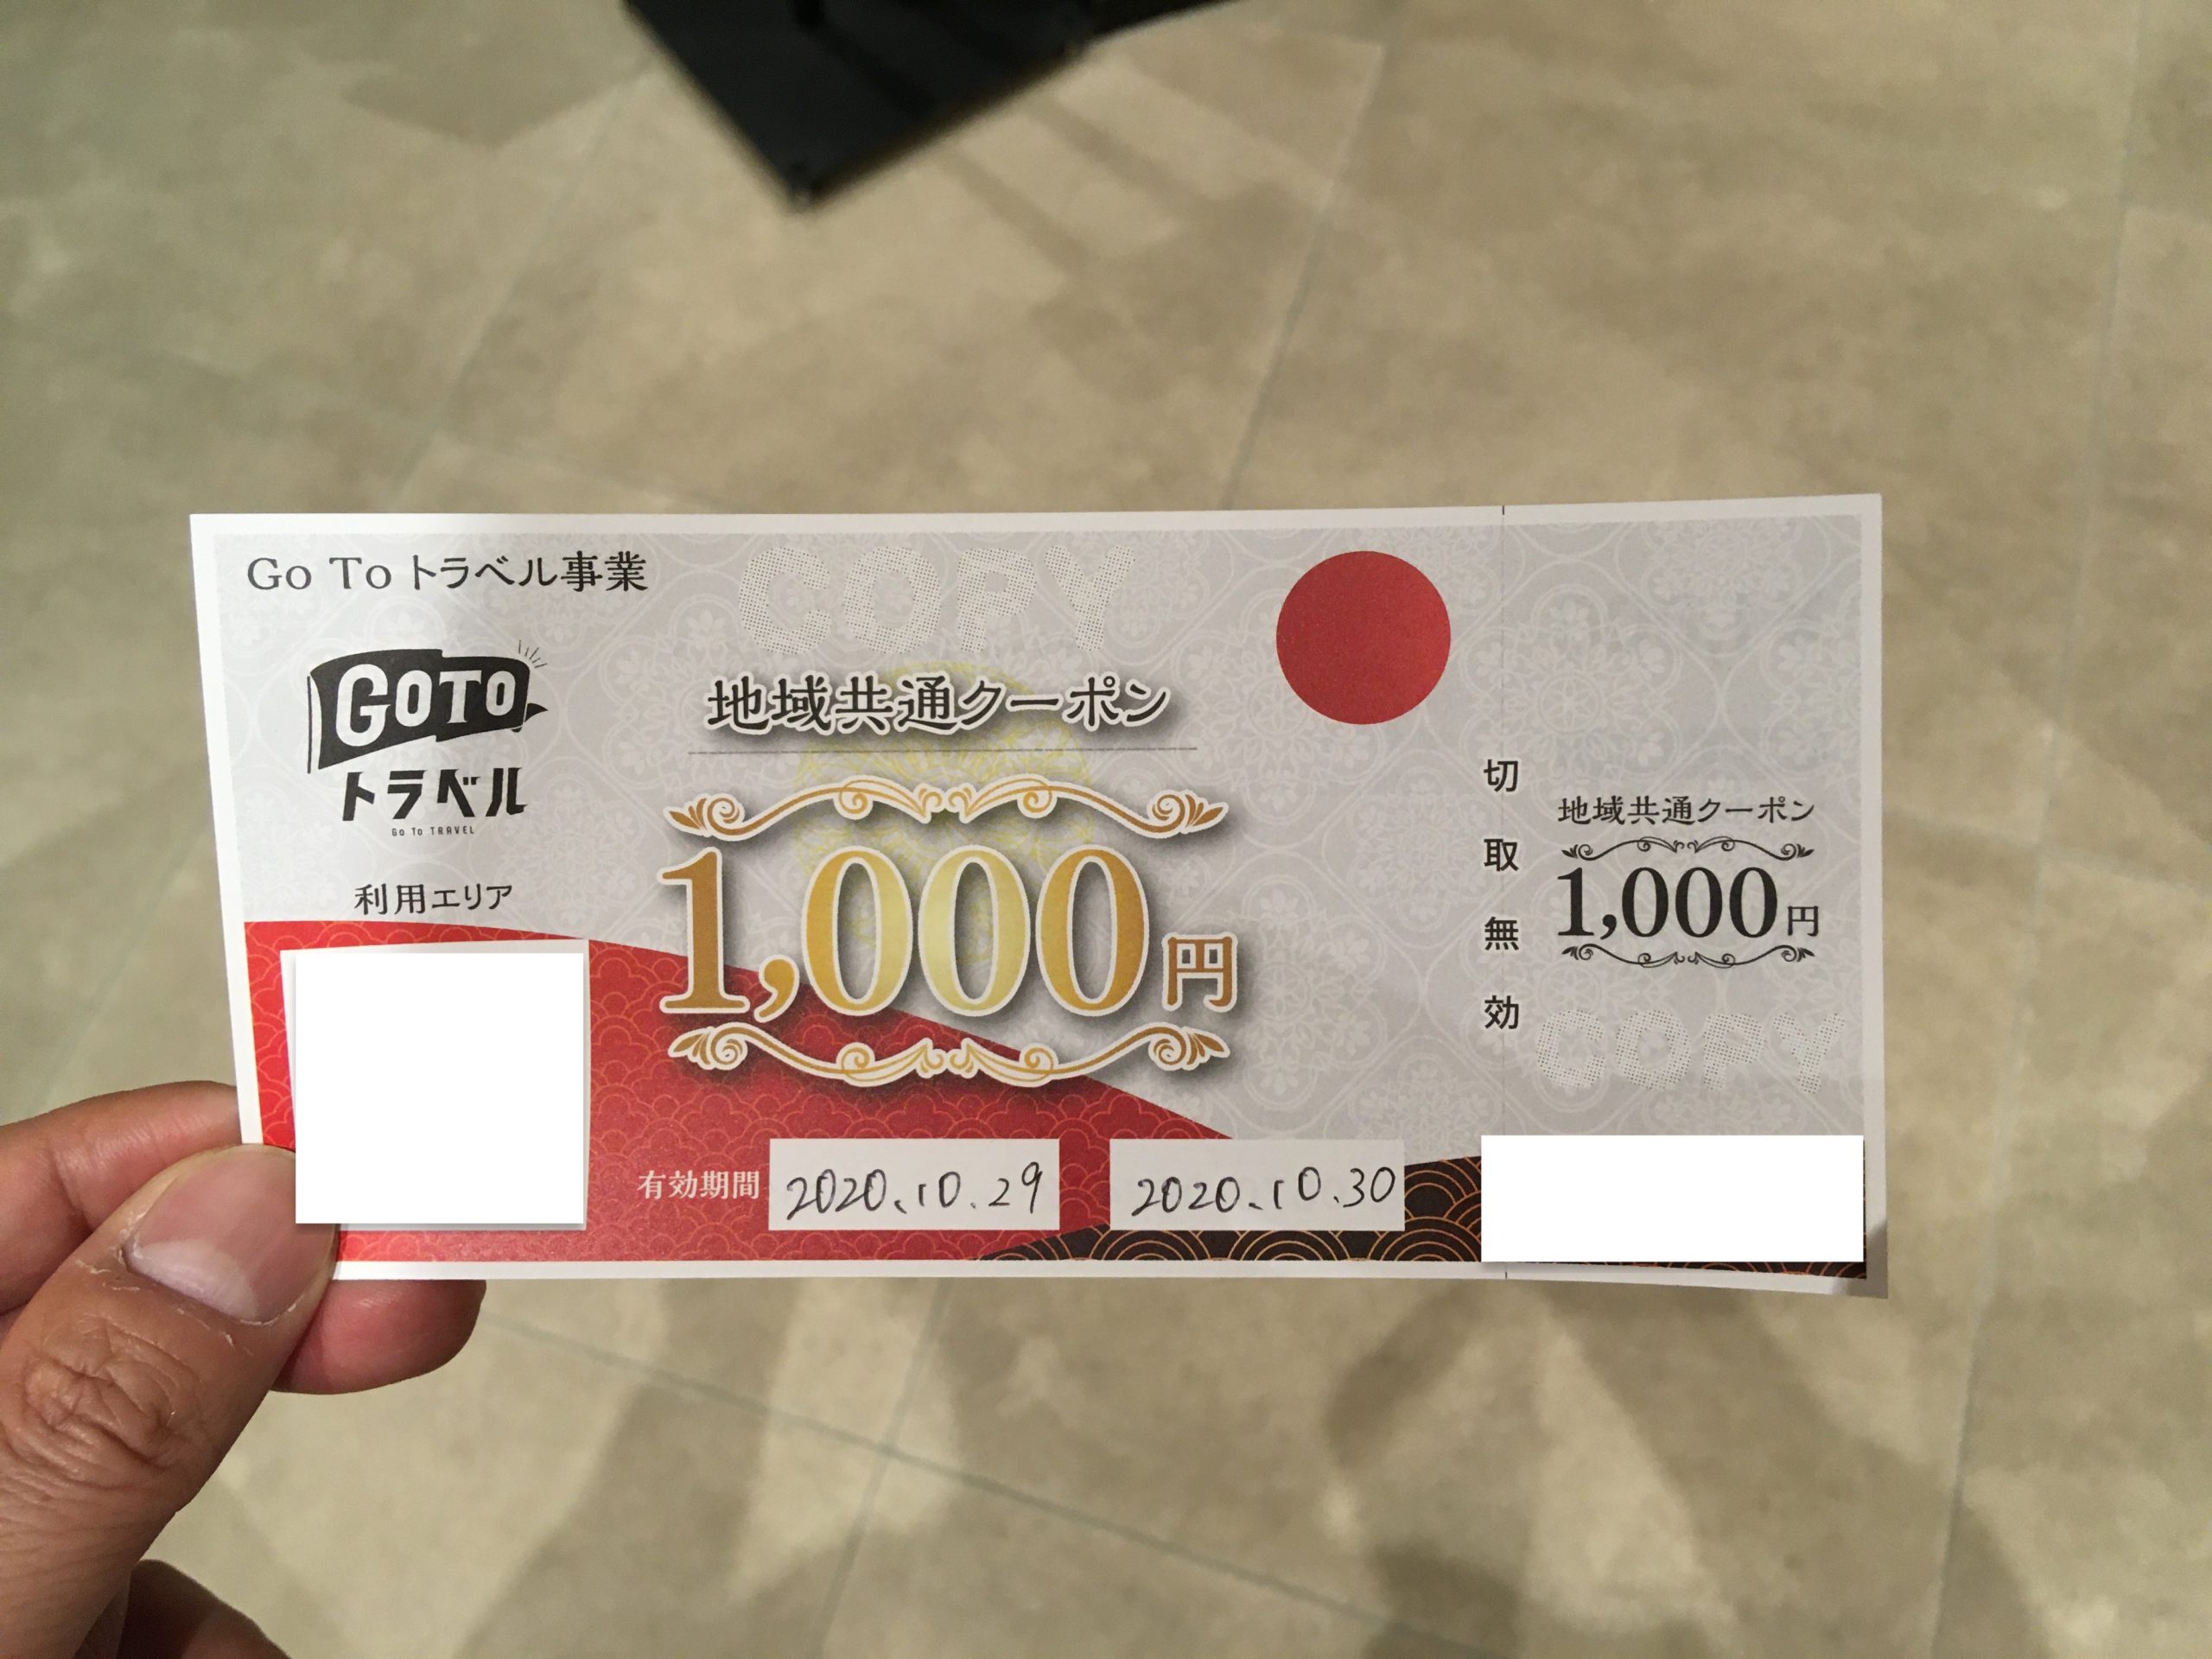 Go To トラベル事業
COPY
GOTO
トラベル
Go To TRAVEL
利用エリア
地域共通クーポン
1,000円
有効期間 2020.10.29 2020.10.30
切取無効
地域共通クーポン
1,000円
COPY